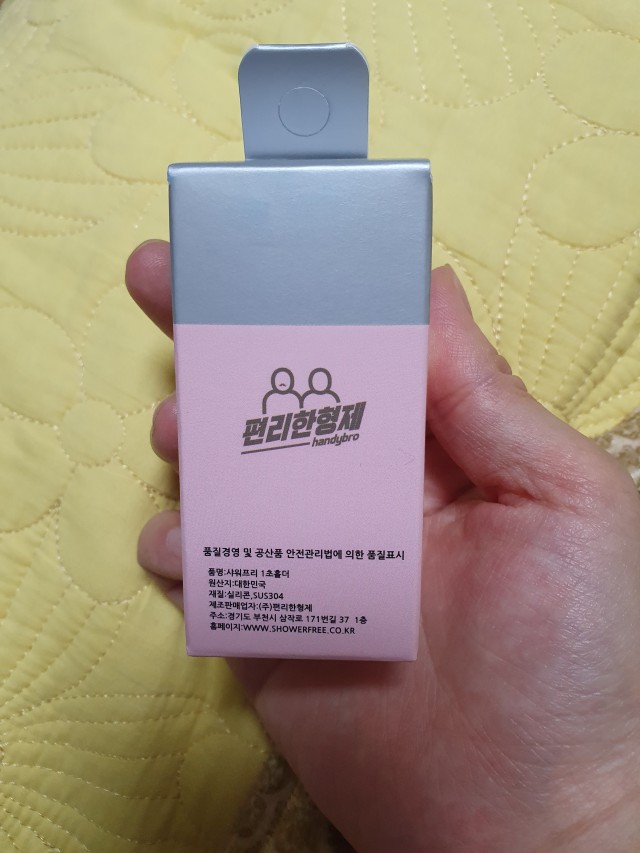 편리한형제
handybro
품질경영 및 공산품 안전관리법에 의한 품질표시
품명:샤워프리 1초홀더
원산지:대한민국
재질:실리콘,SUS304
제조판매업자:(주)편리한형제
주소:경기도 부천시 삼작로 171번길 37 1층
홈페이지:WWW.SHOWERFREE.CO.KR